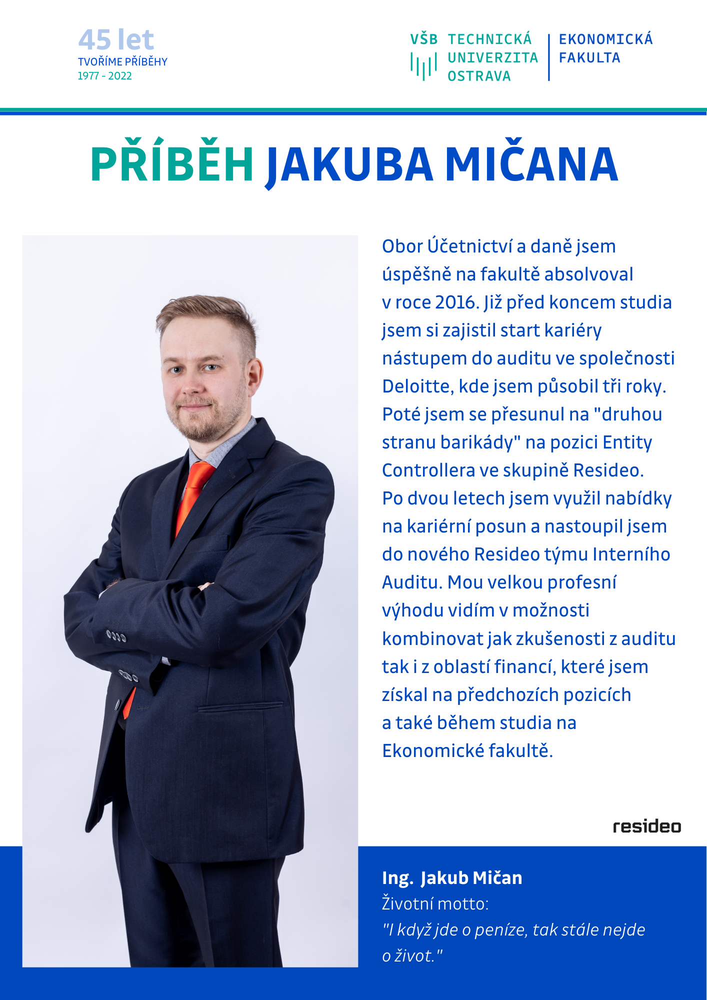 45 let
TVOŘÍME PŘÍBĚHY
1977 - 2022
VŠB TECHNICKÁ
UNIVERZITA
OSTRAVA
EKONOMICKÁ
FAKULTA
PŘÍBĚH JAKUBA MIČANA
Obor Účetnictví a daně jsem
úspěšně na fakultě absolvoval
v roce 2016. Již před koncem studia
jsem si zajistil start kariéry
nástupem do auditu ve společnosti
Deloitte, kde jsem působil tři roky.
Poté jsem se přesunul na "druhou
stranu barikády" na pozici Entity
Controllera ve skupině Resideo.
Po dvou letech jsem využil nabídky
na kariérní posun a nastoupil jsem
do nového Resideo týmu Interního
Auditu. Mou velkou profesní
výhodu vidím v možnosti
kombinovat jak zkušenosti z auditu
tak i z oblastí financí, které jsem
získal na předchozích pozicích
a také během studia na
Ekonomické fakultě.
resideo
Ing. Jakub Mičan
Životní motto:
"I když jde o peníze, tak stále nejde
o život."